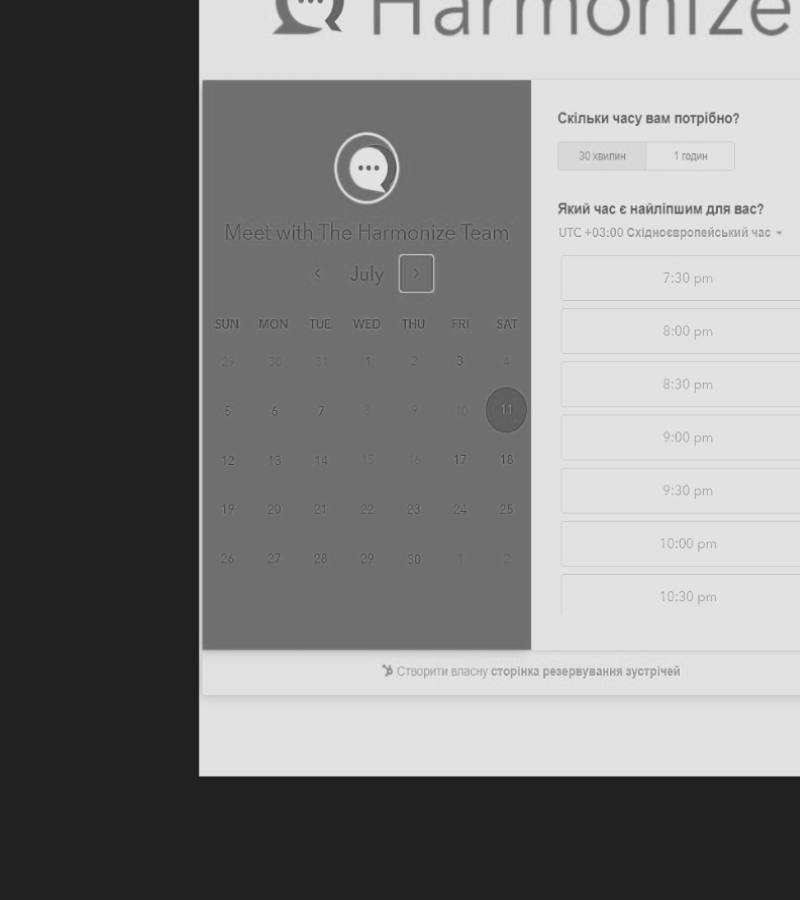 Harmonize
Meet with The Harmonize Team
July
SUN MON TUE WED THU FRI SAT
29 30 31 1 2 3 4
5 6 7 8 9 10 11
12 13 14 15 16 17 18
19 20 21 22 23 24 25
26 27 28 29 30 1 2
Скільки часу вам потрібно?
30 хвилин 1 годин
Який час є найліпшим для вас?
UTC +03:00 Східноєвропейський час
7:30 pm
8:00 pm
8:30 pm
9:00 pm
9:30 pm
10:00 pm
10:30 pm
Створити власну сторінка резервування зустрічей